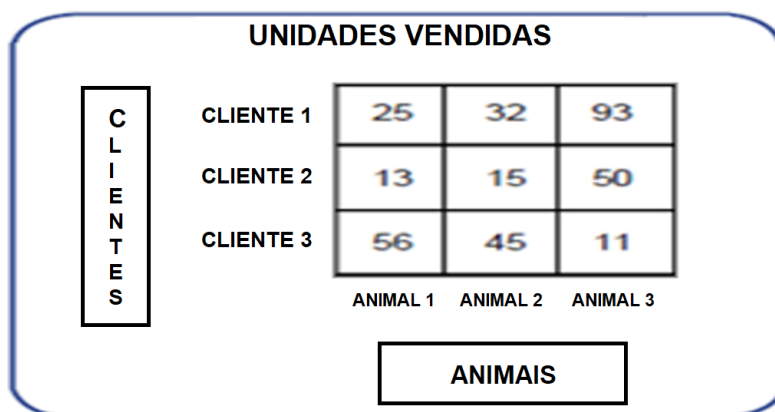 UNIDADES VENDIDAS
CLIENTES
CLIENTE 1 25 32 93
CLIENTE 2 13 15 50
CLIENTE 3 56 45 11
ANIMAL 1 ANIMAL 2 ANIMAL 3
ANIMAIS